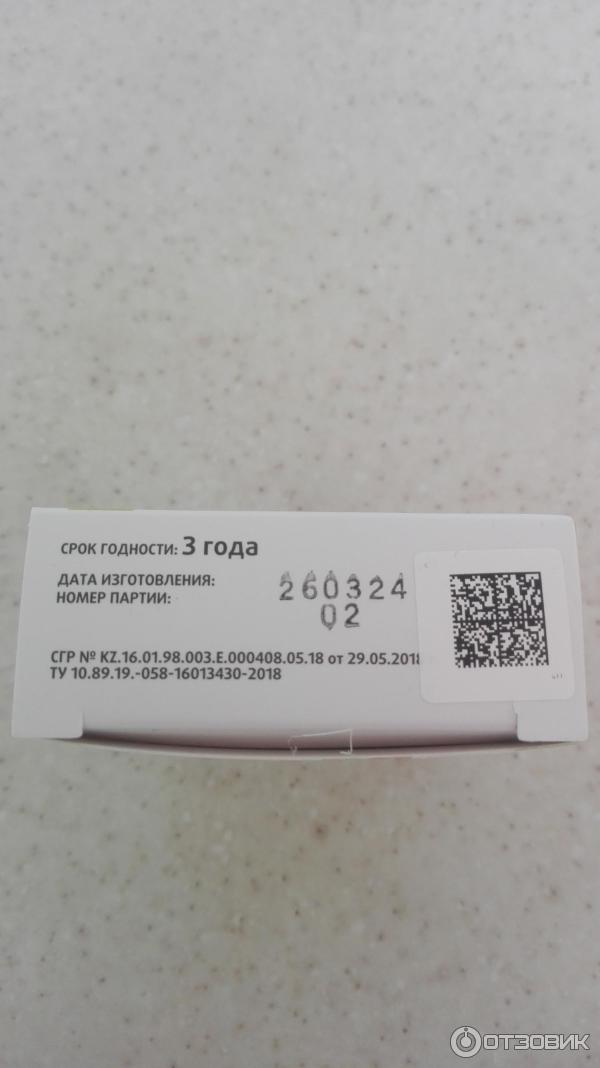 СРОК ГОДНОСТИ: 3 года
ДАТА ИЗГОТОВЛЕНИЯ: 260324
НОМЕР ПАРТИИ: 02
СГР № KZ.16.01.98.003.Е.000408.05.18 от 29.05.2018
ТУ 10.89.19.-058-16013430-2018
ОТЗОВИК